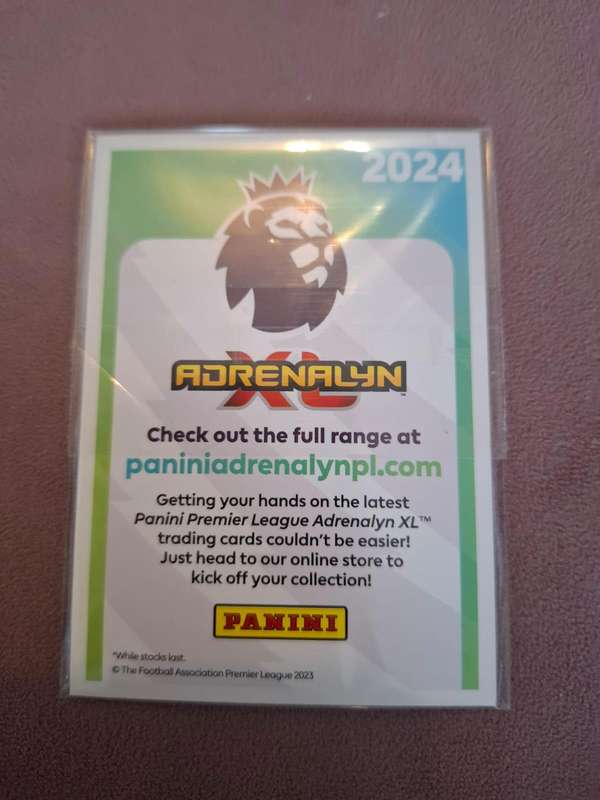 2024
ADRENALYN
XL™
Check out the full range at
paniniadrenalynpl.com
Getting your hands on the latest
Panini Premier League Adrenalyn XL™
trading cards couldn't be easier!
Just head to our online store to
kick off your collection!
PANINI
*While stocks last.
© The Football Association Premier League 2023